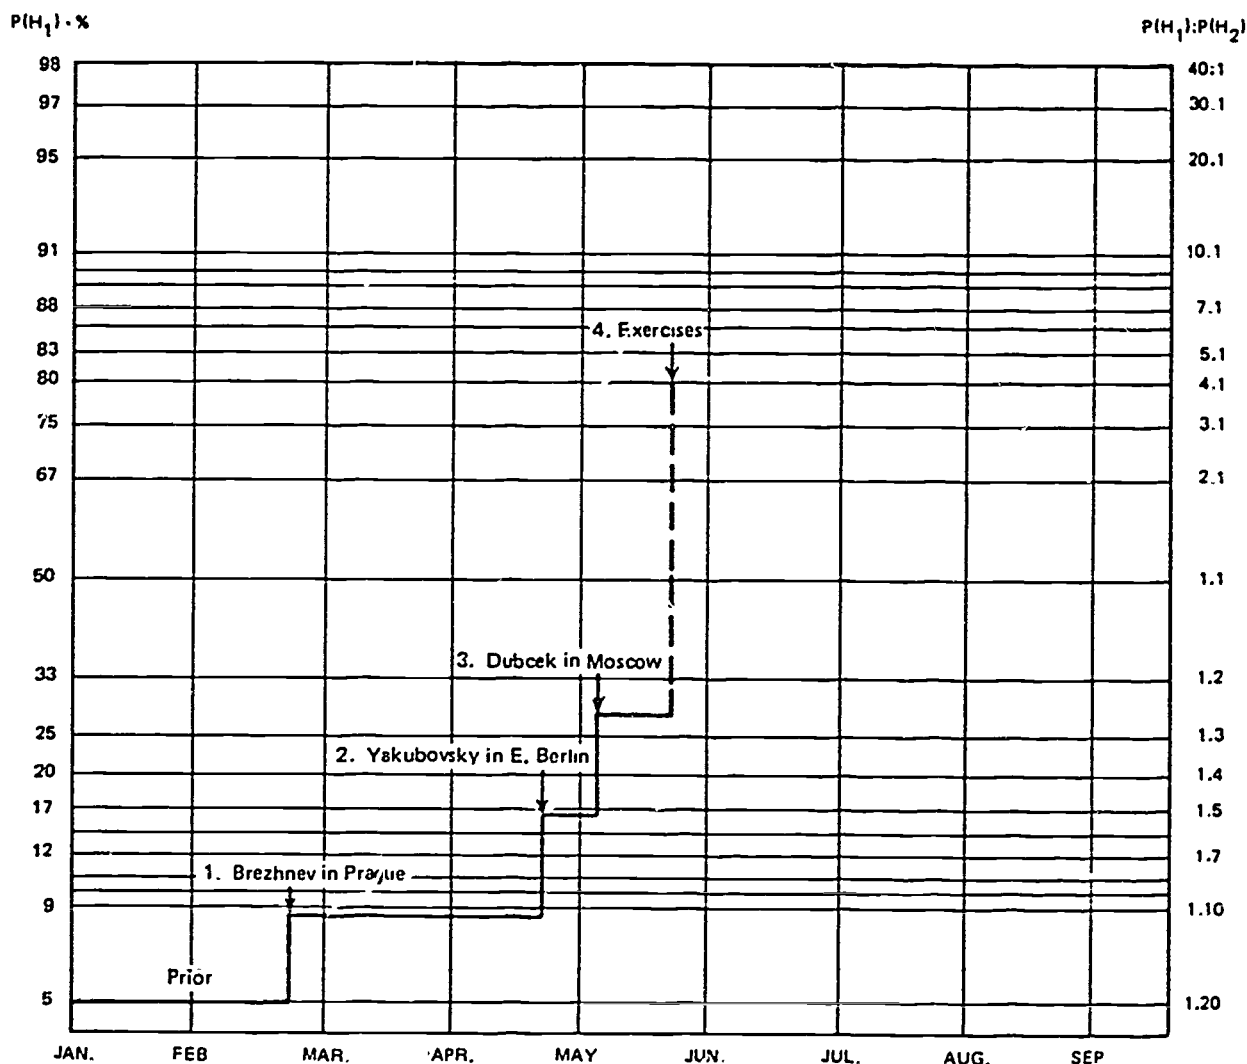 P(H₁) - % P(H₁):P(H₂)
98 40:1
97 30.1
95 20.1
91 10.1
88 7.1
4. Exercises
83 5.1
80 4.1
75 3.1
67 2.1
50 1.1
3. Dubcek in Moscow
33 1.2
25 1.3
2. Yakubovsky in E. Berlin
20 1.4
17 1.5
12 1.7
1. Brezhnev in Prague
9 1.10
Prior
5 1.20
JAN. FEB MAR. APR. MAY JUN. JUL. AUG. SEP